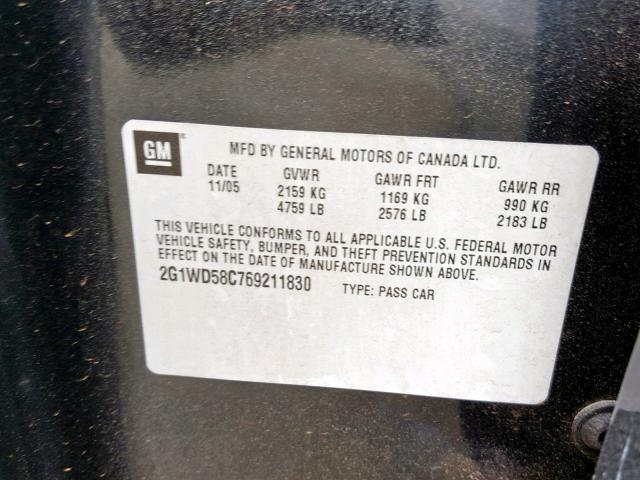 GM® MFD BY GENERAL MOTORS OF CANADA LTD.
DATE GVWR GAWR FRT GAWR RR
11/05 2159 KG 1169 KG 990 KG
4759 LB 2576 LB 2183 LB
THIS VEHICLE CONFORMS TO ALL APPLICABLE U.S. FEDERAL MOTOR
VEHICLE SAFETY, BUMPER, AND THEFT PREVENTION STANDARDS IN
EFFECT ON THE DATE OF MANUFACTURE SHOWN ABOVE.
2G1WD58C769211830 TYPE: PASS CAR